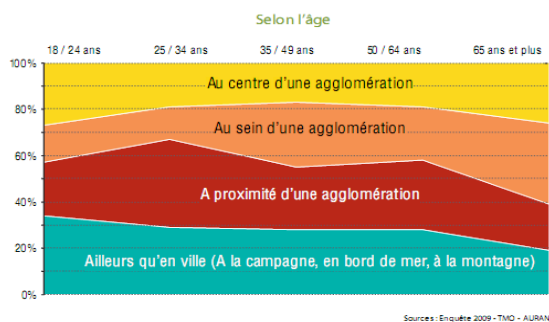 Selon l'âge
18 / 24 ans 25 / 34 ans 35 / 49 ans 50 / 64 ans 65 ans et plus
100%
Au centre d'une agglomération
80%
Au sein d'une agglomération
60%
40%
A proximité d'une agglomération
20%
Ailleurs qu'en ville (A la campagne, en bord de mer, à la montagne)
0%
Sources : Enquête 2009 - TMO - AURAN